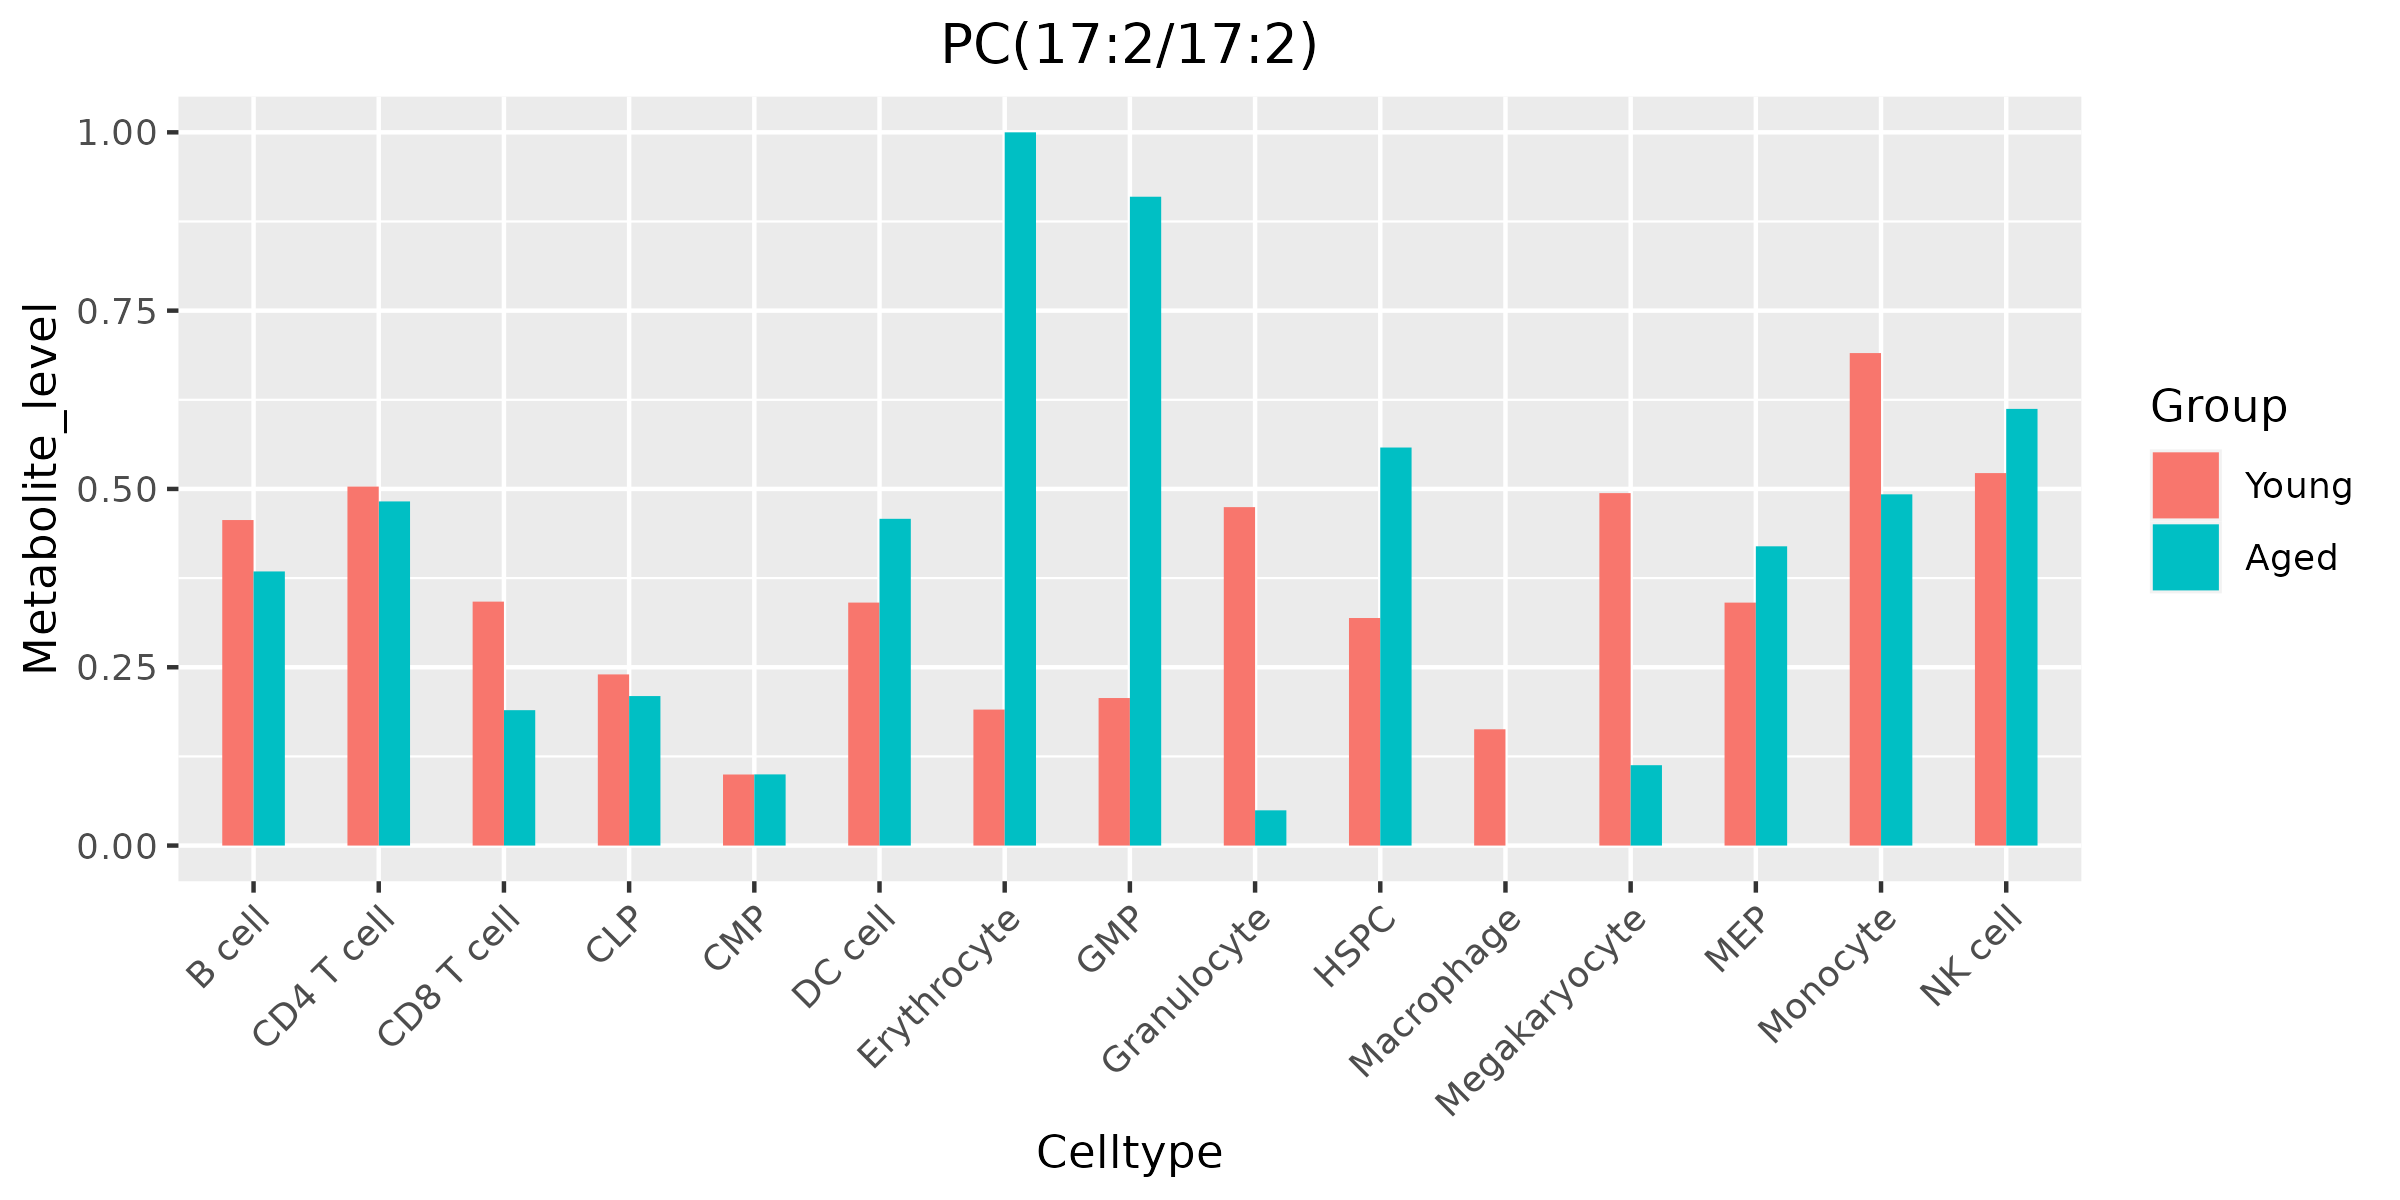 PC(17:2/17:2)
Metabolite_level
1.00
0.75
0.50
0.25
0.00
B cell
CD4 T cell
CD8 T cell
CLP
CMP
DC cell
Erythrocyte
GMP
Granulocyte
HSPC
Macrophage
Megakaryocyte
MEP
Monocyte
NK cell
Celltype
Group
Young
Aged